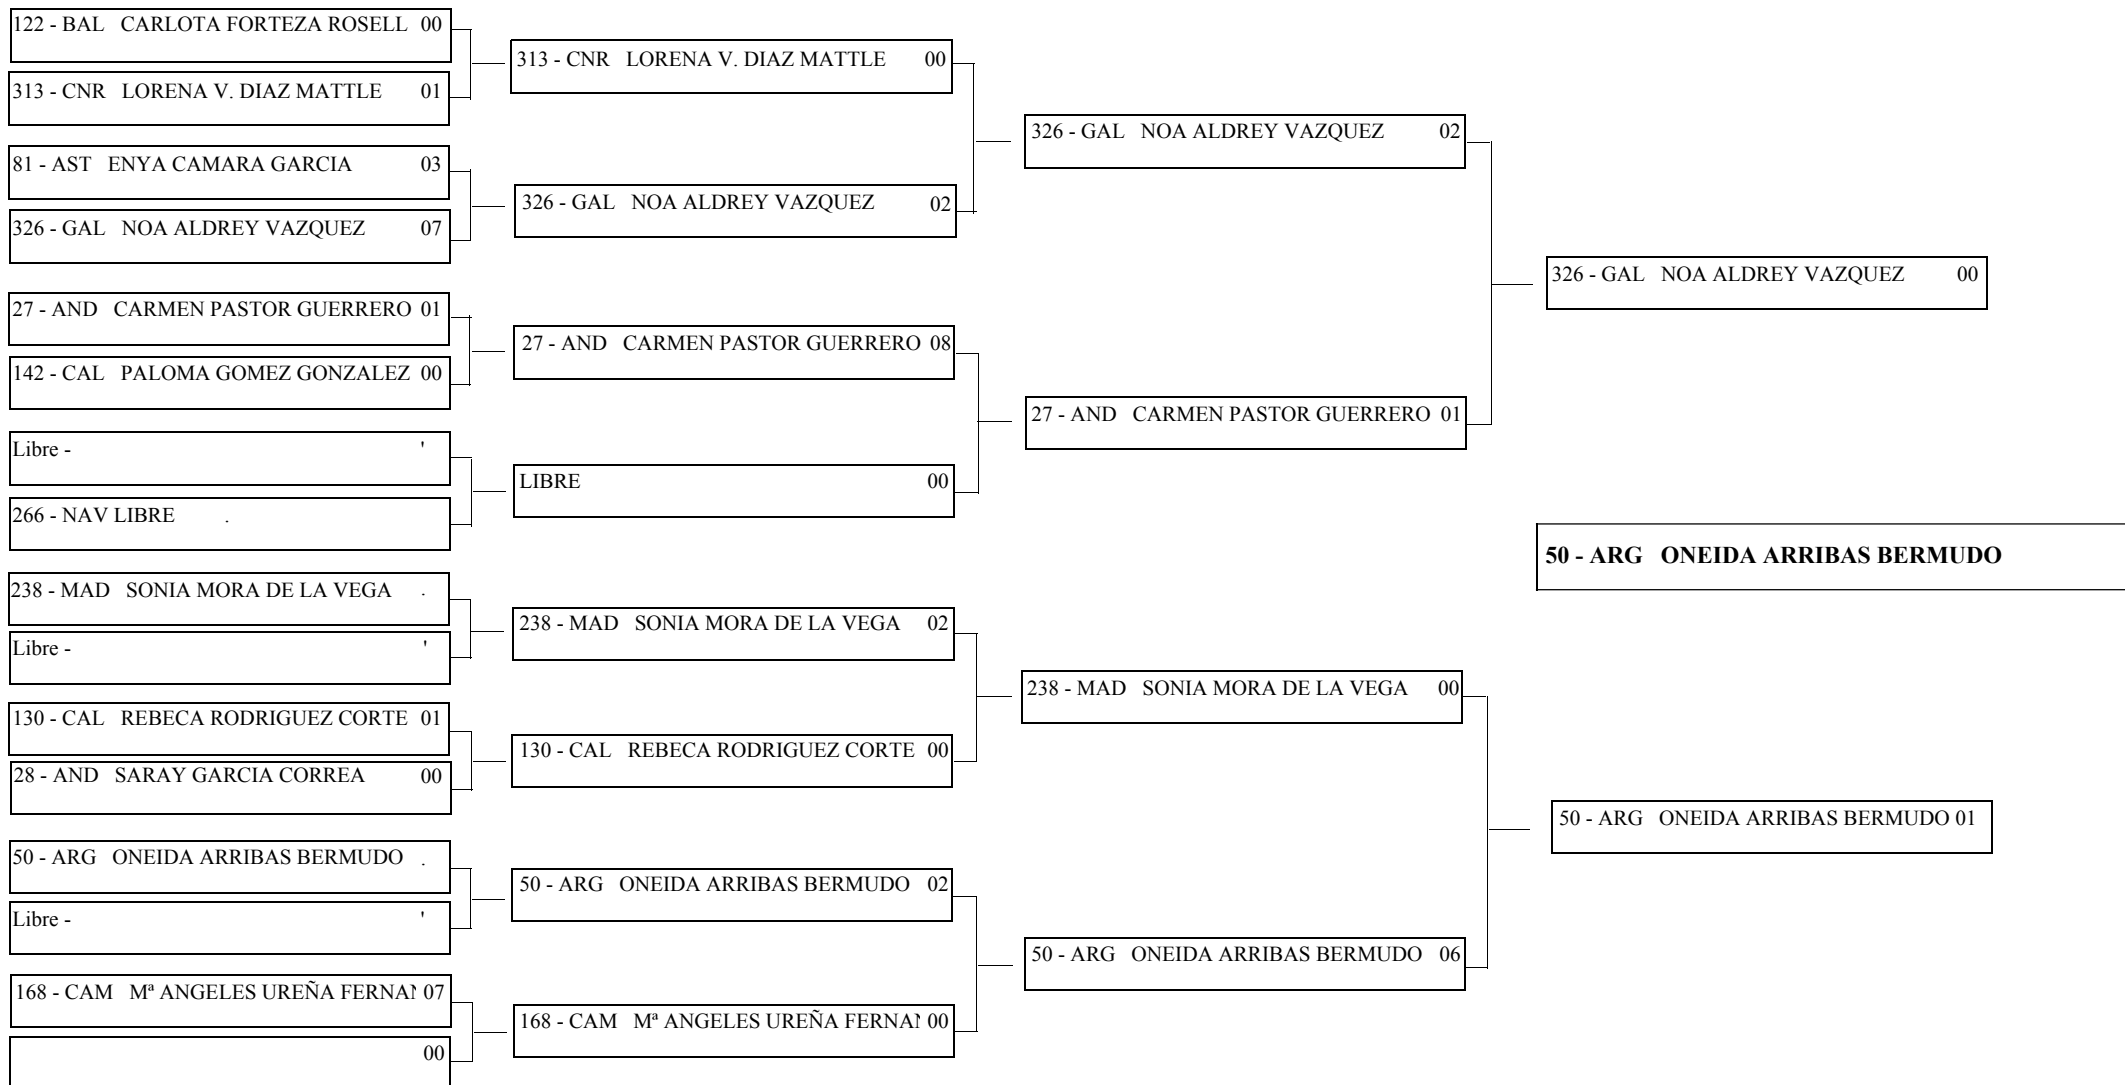 122 - BAL CARLOTA FORTEZA ROSELL 00
313 - CNR LORENA V. DIAZ MATTLE 01
81 - AST ENYA CAMARA GARCIA 03
326 - GAL NOA ALDREY VAZQUEZ 07
27 - AND CARMEN PASTOR GUERRERO 01
142 - CAL PALOMA GOMEZ GONZALEZ 00
Libre - '
266 - NAV LIBRE .
238 - MAD SONIA MORA DE LA VEGA .
Libre - '
130 - CAL REBECA RODRIGUEZ CORTE 01
28 - AND SARAY GARCIA CORREA 00
50 - ARG ONEIDA ARRIBAS BERMUDO .
Libre - '
168 - CAM Mª ANGELES UREÑA FERNAN 07
00
313 - CNR LORENA V. DIAZ MATTLE 00
326 - GAL NOA ALDREY VAZQUEZ 02
27 - AND CARMEN PASTOR GUERRERO 08
LIBRE 00
238 - MAD SONIA MORA DE LA VEGA 02
130 - CAL REBECA RODRIGUEZ CORTE 00
50 - ARG ONEIDA ARRIBAS BERMUDO 02
168 - CAM Mª ANGELES UREÑA FERNAN 00
326 - GAL NOA ALDREY VAZQUEZ 02
27 - AND CARMEN PASTOR GUERRERO 01
238 - MAD SONIA MORA DE LA VEGA 00
50 - ARG ONEIDA ARRIBAS BERMUDO 06
326 - GAL NOA ALDREY VAZQUEZ 00
50 - ARG ONEIDA ARRIBAS BERMUDO 01
50 - ARG ONEIDA ARRIBAS BERMUDO